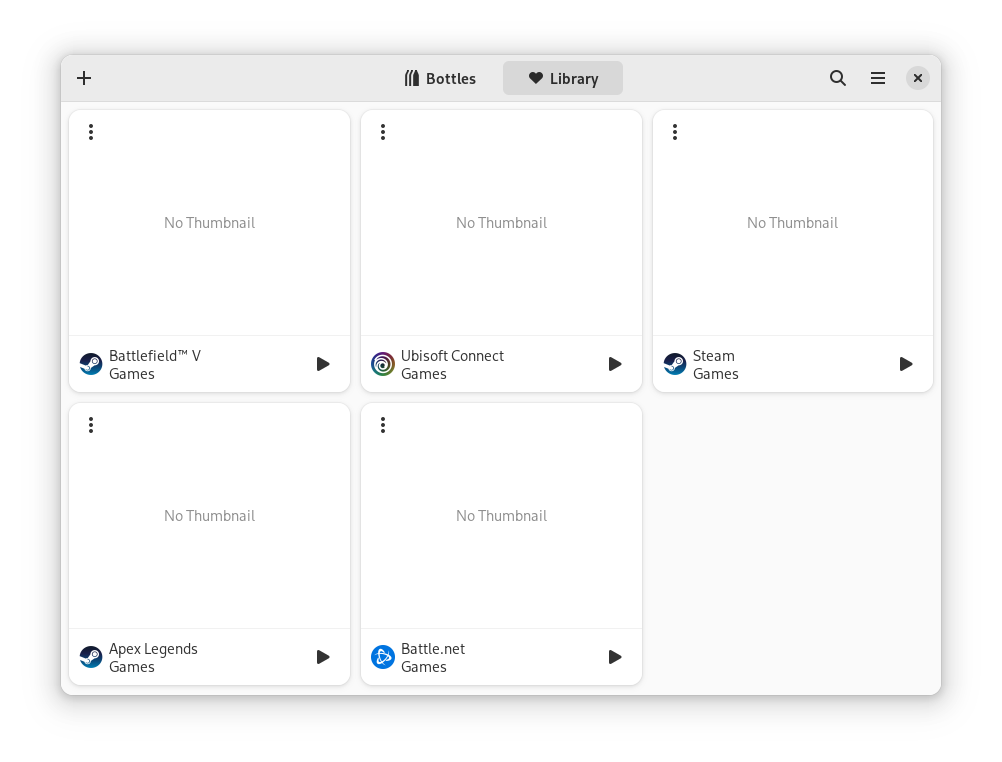 Bottles
Library
No Thumbnail
No Thumbnail
No Thumbnail
Battlefield™ V
Games
Ubisoft Connect
Games
Steam
Games
No Thumbnail
No Thumbnail
Apex Legends
Games
Battle.net
Games